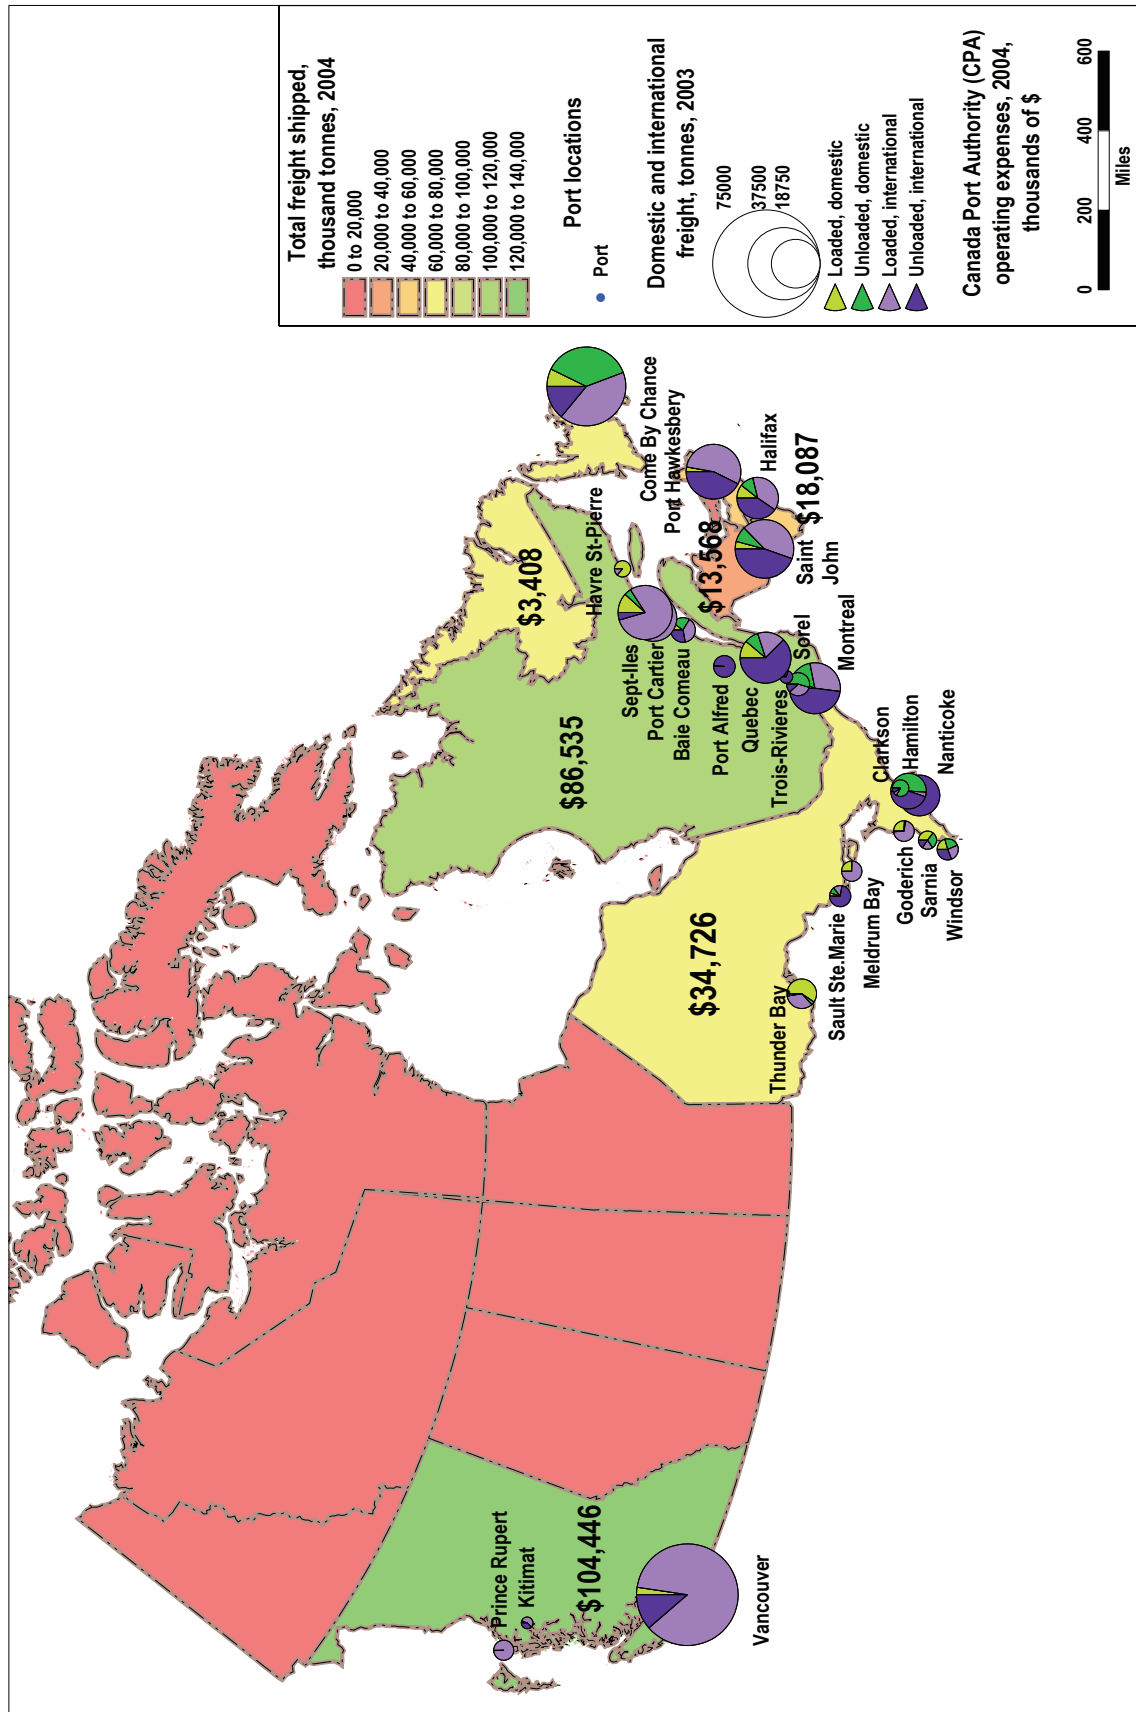 Total freight shipped,
thousand tonnes, 2004
0 to 20,000
20,000 to 40,000
40,000 to 60,000
60,000 to 80,000
80,000 to 100,000
100,000 to 120,000
120,000 to 140,000
Port locations
Port
Domestic and international
freight, tonnes, 2003
75000
37500
18750
Loaded, domestic
Unloaded, domestic
Loaded, international
Unloaded, international
Canada Port Authority (CPA)
operating expenses, 2004,
thousands of $
0 200 400 600
Miles
Prince Rupert
Kitimat
$104,446
Vancouver
$34,726
Thunder Bay
Sault Ste.Marie
Meldrum Bay
Goderich
Sarnia
Windsor
Clarkson
Hamilton
Nanticoke
$86,535
$3,408
Havre St-Pierre
Sept-Iles
Port Cartier
Baie Comeau
Port Alfred
Quebec
Trois-Rivieres
Sorel
Montreal
Come By Chance
Port Hawkesbery
$13,568
Halifax
$18,087
Saint
John